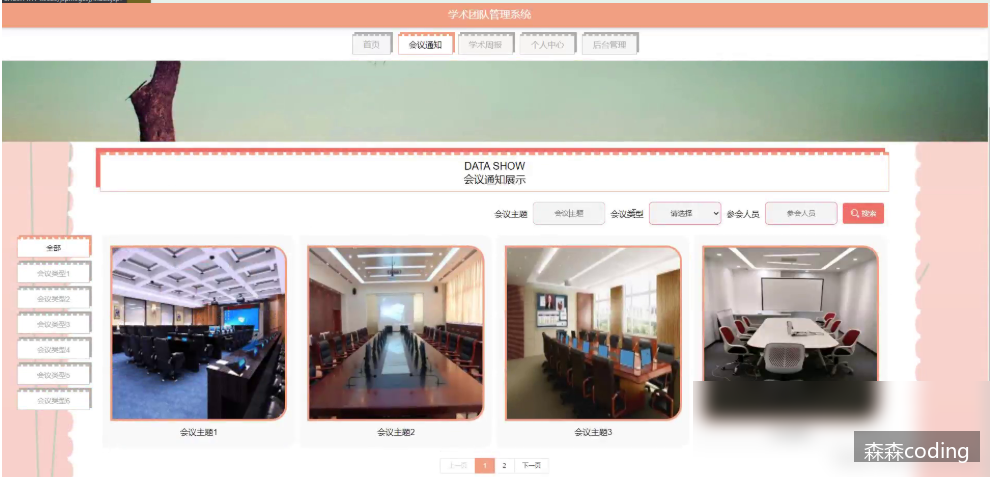 学术团队管理系统
首页 会议通知 学术周报 个人中心 后台管理
DATA SHOW
会议通知展示
会议主题 会议主题 会议类型 请选择 参会人员 参会人员 搜索
全部
会议类型1
会议类型2
会议类型3
会议类型4
会议类型5
会议类型6
会议主题1 会议主题2 会议主题3
上一页 1 2 下一页
森森coding